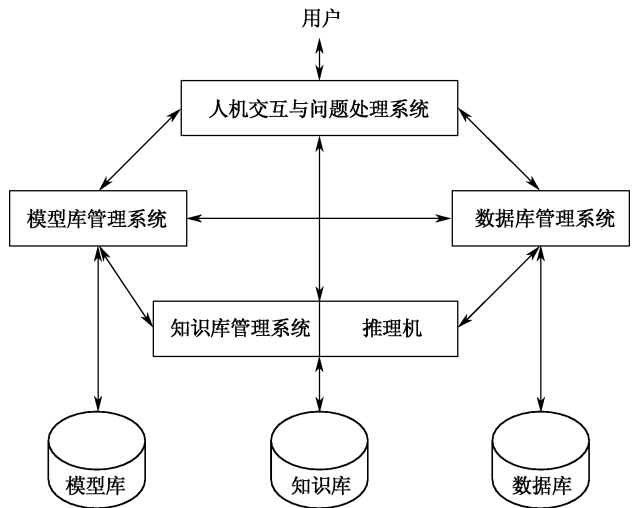 用户
人机交互与问题处理系统
模型库管理系统
数据库管理系统
知识库管理系统
推理机
模型库
知识库
数据库